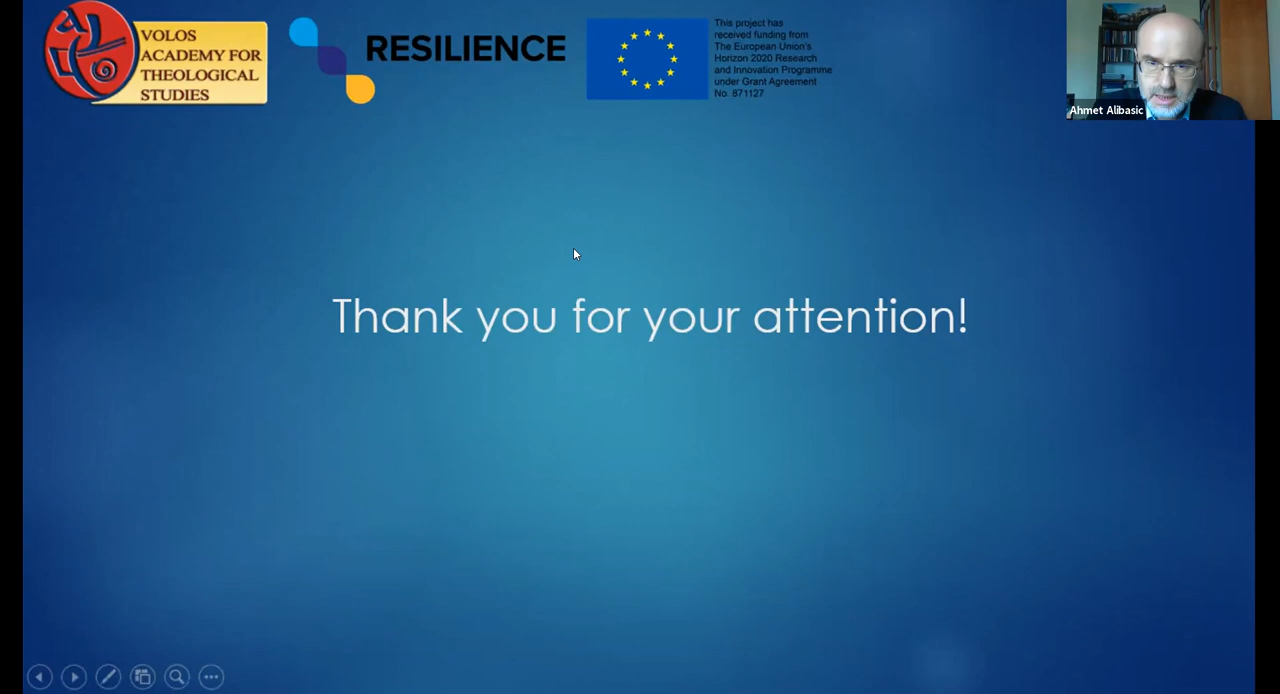 VOLOS
ACADEMY FOR
THEOLOGICAL
STUDIES
RESILIENCE
This project has
received funding from
The European Union's
Horizon 2020 Research
and Innovation Programme
under Grant Agreement
No. 871127
Ahmet Alibasic
Thank you for your attention!